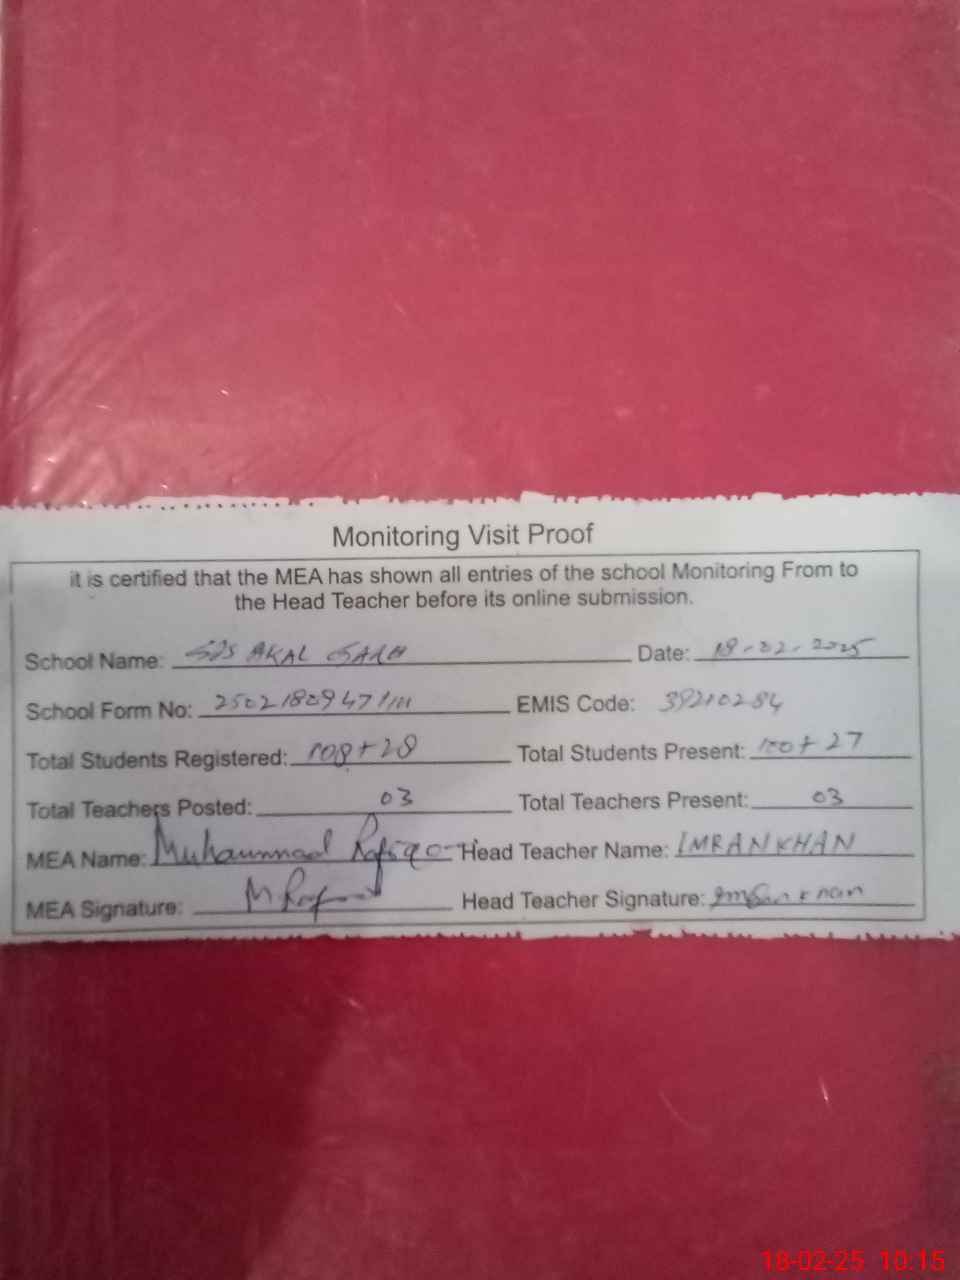 Monitoring Visit Proof
it is certified that the MEA has shown all entries of the school Monitoring From to
the Head Teacher before its online submission.
School Name: AKAL GARH Date: 18-02-2025
School Form No: EMIS Code: 39210284
Total Students Registered: 108+28 Total Students Present: 100+27
Total Teachers Posted: 03 Total Teachers Present: 03
MEA Name: Muhammad Rafiq Head Teacher Name: IMRAN KHAN
MEA Signature: Head Teacher Signature: Imran khan
18-02-25 10:15